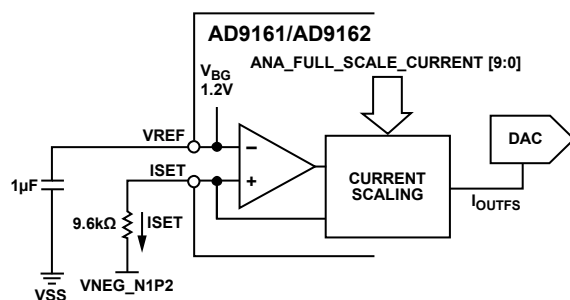 AD9161/AD9162
VBG
1.2V
ANA_FULL_SCALE_CURRENT [9:0]
VREF
−
DAC
1µF
ISET
+
CURRENT
SCALING
9.6kΩ
ISET
IOUTFS
VSS
VNEG_N1P2